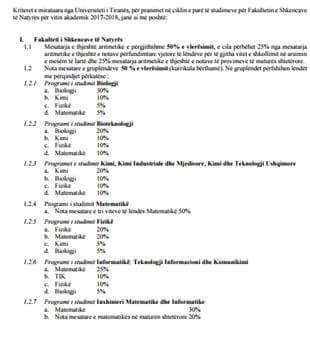 Kriteret e miratuara nga Universiteti i Tiranës, për pranimet në ciklin e parë të studimeve për Fakultetin e Shkencave
të Natyrës për vitin akademik 2017-2018, janë si më poshtë:
I. Fakulteti i Shkencave të Natyrës
1.1 Mesatarja e thjeshtë aritmetike e përgjithshme 50% e vlerësimit, e cila përbëhet 25% nga mesatarja
aritmetike e thjeshtë e notave përfundimtare vjetore të lëndëve për të gjitha vitet e shkollimit në arsimin
e mesëm të lartë dhe 25% mesatarja aritmetike e thjeshtë e notave të provimeve të maturës shtetërore.
1.2 Nota mesatare e gruplëndëve 50 % e vlerësimit (kurrikula bërthamë). Në gruplëndët përfshihen lëndët
me përqindjet përkatëse :
1.2.1 Programi i studimit Biologji
a. Biologji 30%
b. Kimi 10%
c. Fizikë 5%
d. Matematikë 5%
1.2.2 Programi i studimit Bioteknologji
a. Biologji 20%
b. Kimi 10%
c. Fizikë 10%
d. Matematikë 10%
1.2.3 Programet e studimit Kimi, Kimi Industriale dhe Mjedisore, Kimi dhe Teknologji Ushqimore
a. Kimi 20%
b. Biologji 10%
c. Fizikë 10%
d. Matematikë 10%
1.2.4 Programi i studimit Matematikë
a. Nota mesatare e tri viteve të lëndës Matematikë 50%
1.2.5 Programi i studimit Fizikë
a. Fizikë 20%
b. Matematikë 20%
c. Kimi 5%
d. Biologji 5%
1.2.6 Programi i studimit Informatikë; Teknologji Informacioni dhe Komunikimi
a. Matematikë 25%
b. TIK 10%
c. Fizikë 10%
d. Biologji 5%
1.2.7 Programi i studimit Inxhinieri Matematike dhe Informatike
a. Matematikë 30%
b. Nota mesatare e matematikës në maturën shtetërore 20%